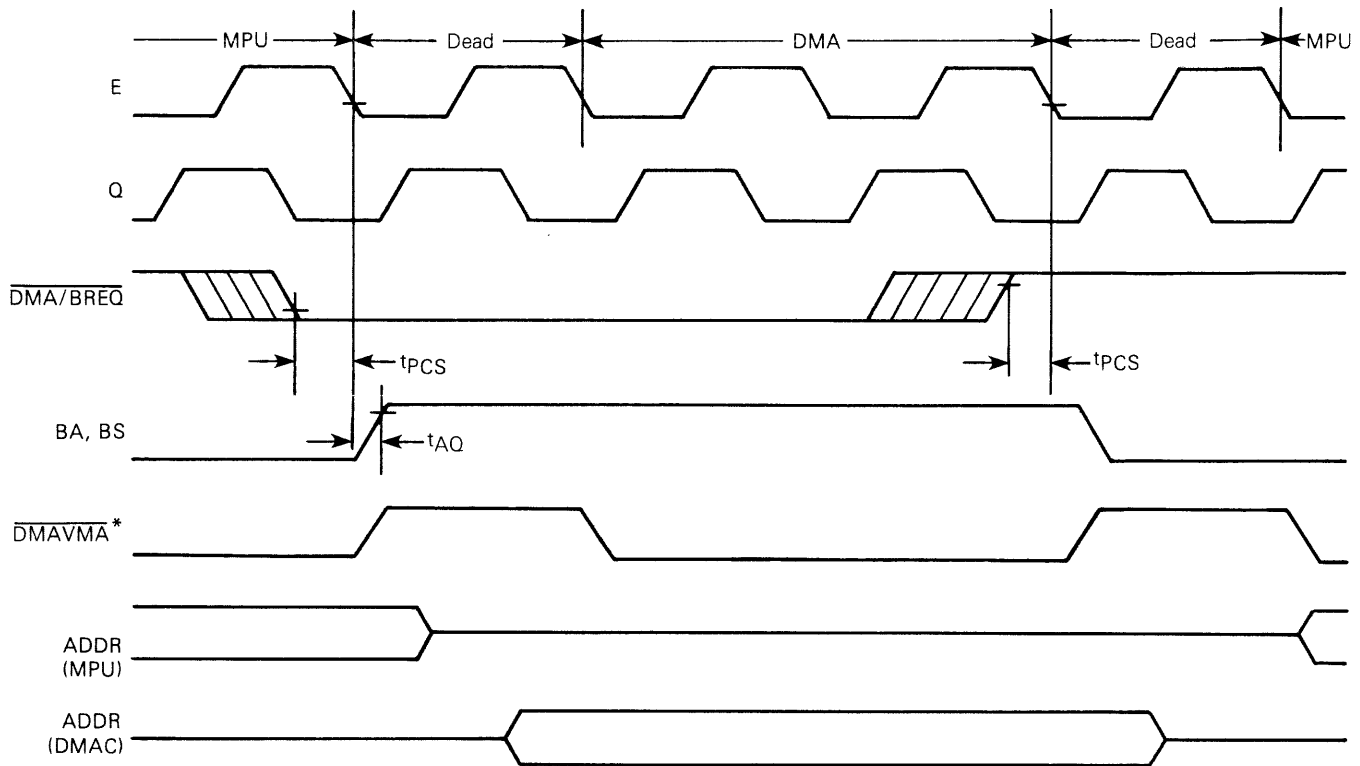 MPU
Dead
DMA
Dead
MPU
E
Q
DMA/BREQ
tPCS
tPCS
BA, BS
tAQ
DMAVMA*
ADDR
(MPU)
ADDR
(DMAC)